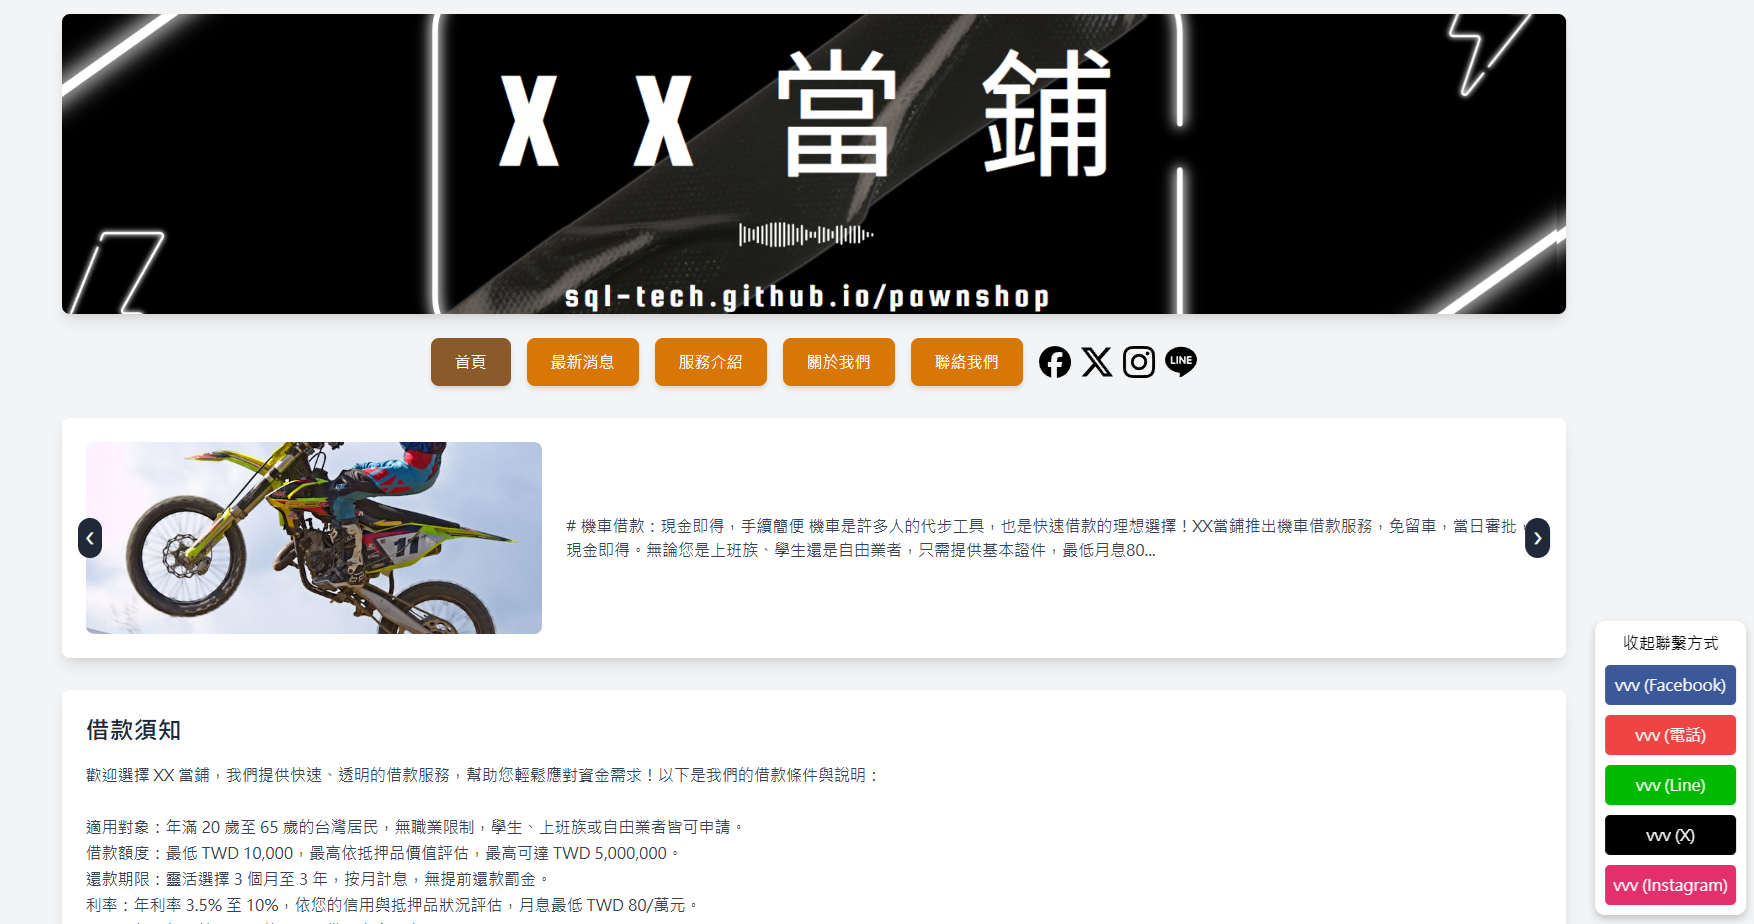 XX當鋪
sql-tech.github.io/pawnshop
首頁
最新消息
服務介紹
關於我們
聯絡我們
LINE
11
# 機車借款：現金即得，手續簡便 機車是許多人的代步工具，也是快速借款的理想選擇！XX當鋪推出機車借款服務，免留車，當日審批，
現金即得。無論您是上班族、學生還是自由業者，只需提供基本證件，最低月息80...
收起聯繫方式
vvv (Facebook)
vvv (電話)
vvv (Line)
vvv (X)
vvv (Instagram)
借款須知
歡迎選擇 XX 當鋪，我們提供快速、透明的借款服務，幫助您輕鬆應對資金需求！以下是我們的借款條件與說明：
適用對象：年滿 20 歲至 65 歲的台灣居民，無職業限制，學生、上班族或自由業者皆可申請。
借款額度：最低 TWD 10,000，最高依抵押品價值評估，最高可達 TWD 5,000,000。
還款期限：靈活選擇 3 個月至 3 年，按月計息，無提前還款罰金。
利率：年利率 3.5% 至 10%，依您的信用與抵押品狀況評估，月息最低 TWD 80/萬元。